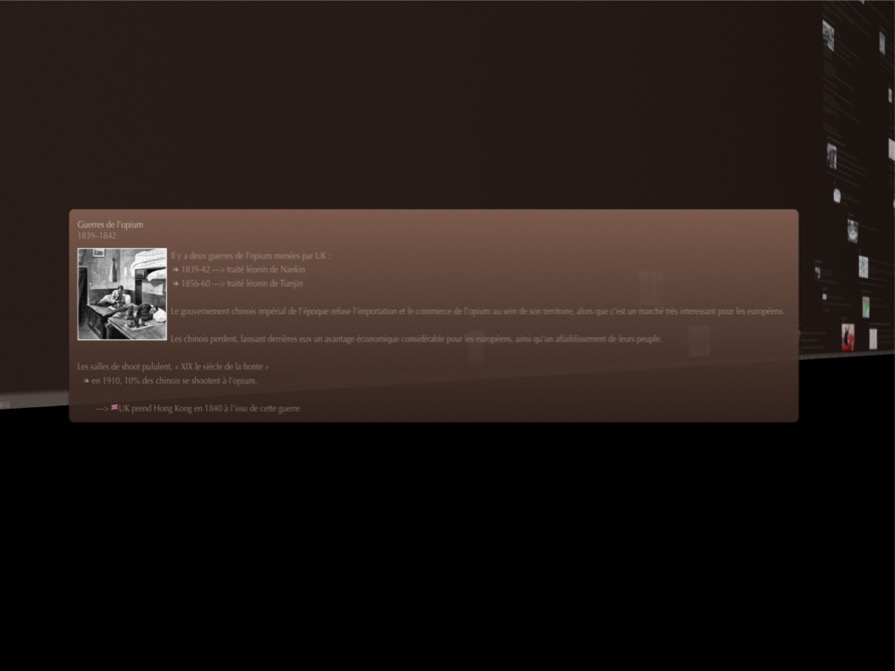 Guerres de l'opium
1839-1842
Il y a deux guerres de l'opium menées par UK :
❧ 1839-42 —> traité léonin de Nankin
❧ 1856-60 —> traité léonin de Tianjin
Le gouvernement chinois impérial de l'époque refuse l'importation et le commerce de l'opium au sein de son territoire, alors que c'est un marché très interessant pour les européens.
Les chinois perdent, laissant derrières eux un avantage économique considérable pour les européens, ainsi qu'un affaiblissement de leurs peuple.
Les salles de shoot pululent, « XIX le siècle de la honte »
❧ en 1910, 10% des chinois se shootent à l'opium.
—> 🇬🇧UK prend Hong Kong en 1840 à l'issu de cette guerre